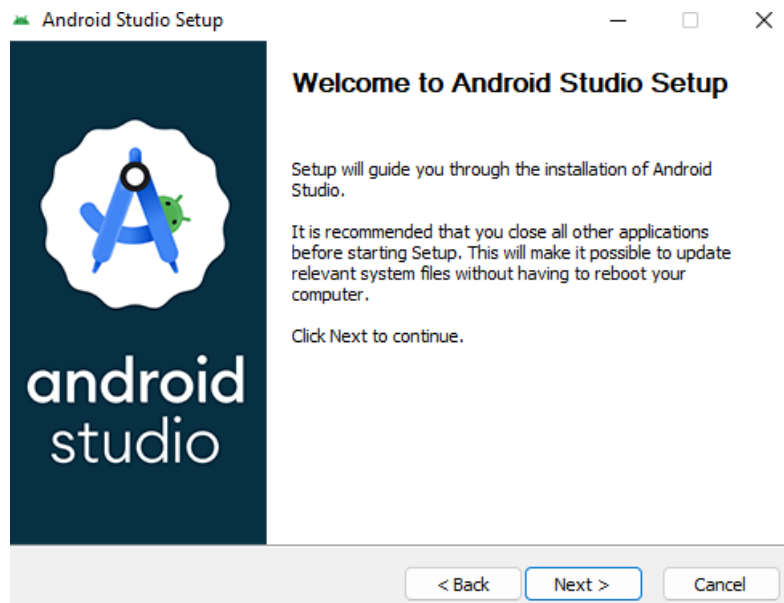 Android Studio Setup
Welcome to Android Studio Setup
Setup will guide you through the installation of Android
Studio.
It is recommended that you close all other applications
before starting Setup. This will make it possible to update
relevant system files without having to reboot your
computer.
Click Next to continue.
android
studio
< Back
Next >
Cancel